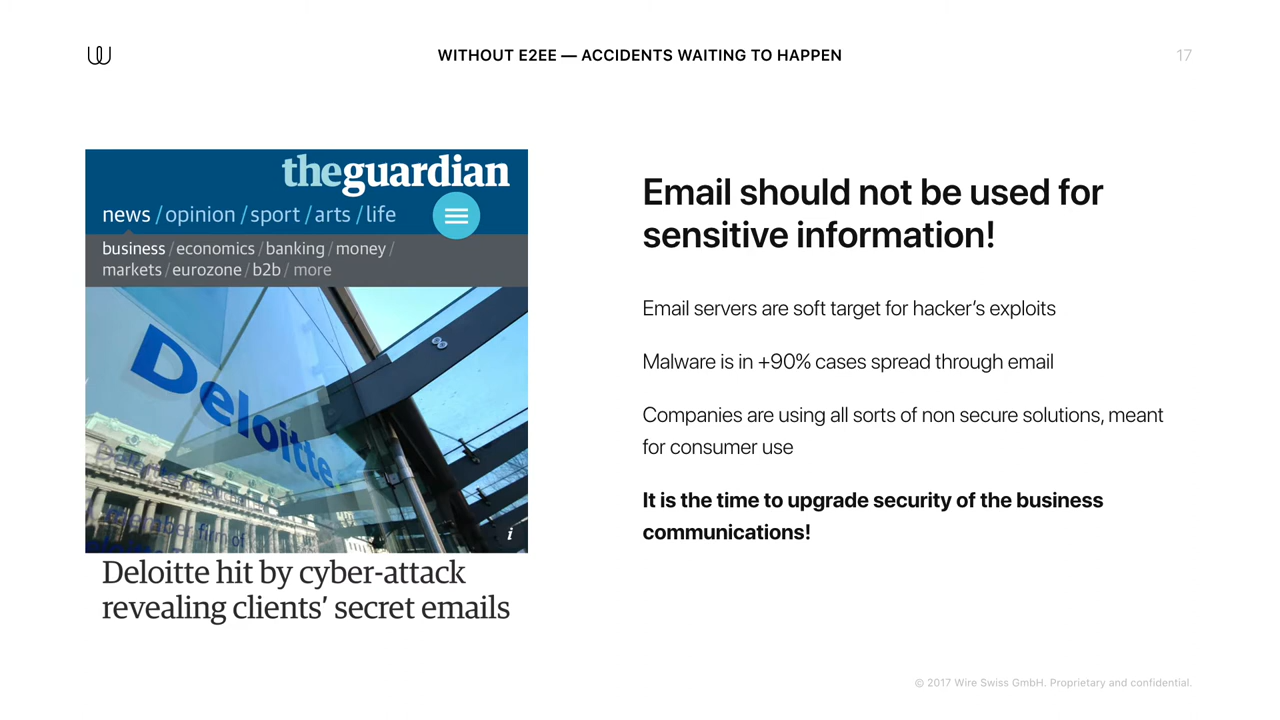 WITHOUT E2EE — ACCIDENTS WAITING TO HAPPEN
17
theguardian
news / opinion / sport / arts / life
business / economics / banking / money /
markets / eurozone / b2b / more
Deloitte.
i
Deloitte hit by cyber-attack
revealing clients’ secret emails
Email should not be used for
sensitive information!
Email servers are soft target for hacker’s exploits
Malware is in +90% cases spread through email
Companies are using all sorts of non secure solutions, meant
for consumer use
It is the time to upgrade security of the business
communications!
© 2017 Wire Swiss GmbH. Proprietary and confidential.